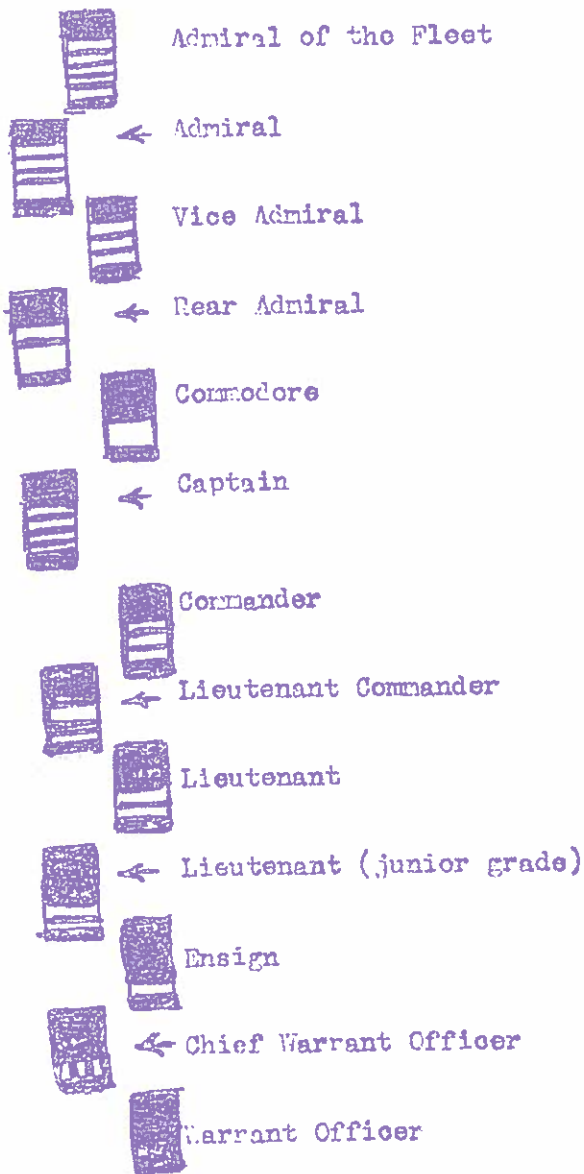 Admiral of the Fleet
Admiral
Vice Admiral
Rear Admiral
Commodore
Captain
Commander
Lieutenant Commander
Lieutenant
Lieutenant (junior grade)
Ensign
Chief Warrant Officer
Warrant Officer